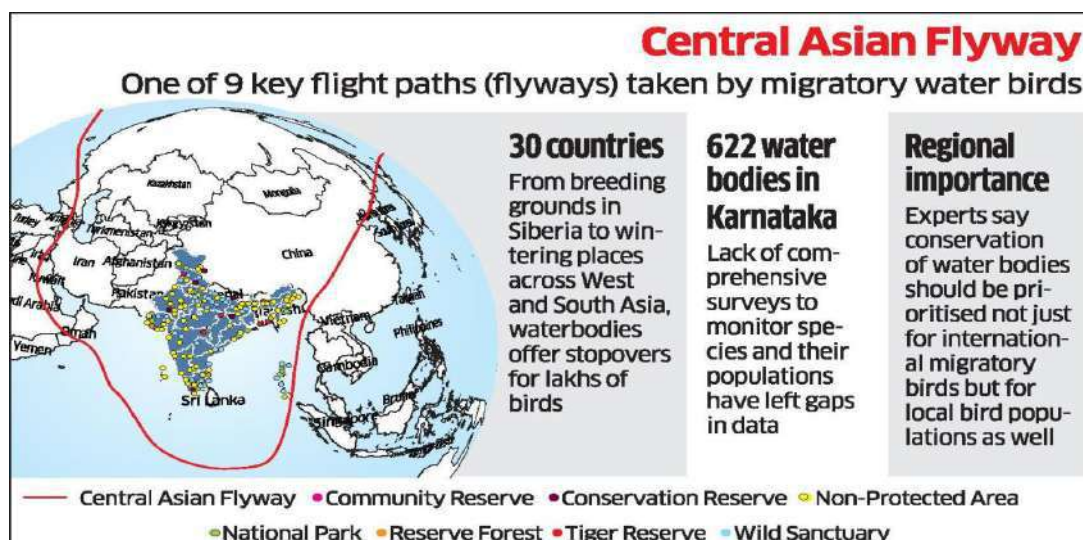 Central Asian Flyway
One of 9 key flight paths (flyways) taken by migratory water birds
30 countries
From breeding
grounds in
Siberia to win-
tering places
across West
and South Asia,
waterbodies
offer stopovers
for lakhs of
birds
622 water
bodies in
Karnataka
Lack of com-
prehensive
surveys to
monitor spe-
cies and their
populations
have left gaps
in data
Regional
importance
Experts say
conservation
of water bodies
should be pri-
oritised not just
for internation-
al migratory
birds but for
local bird popu-
lations as well
Kazakhstan
Mongolia
Turkey
Turkmenistan
China
Iran
Afghanistan
Kuwait
Pakistan
Oman
Yemen
Taiwan
Vietnam
Philippines
Cambodia
Sri Lanka
Singapore
Central Asian Flyway
Community Reserve
Conservation Reserve
Non-Protected Area
National Park
Reserve Forest
Tiger Reserve
Wild Sanctuary